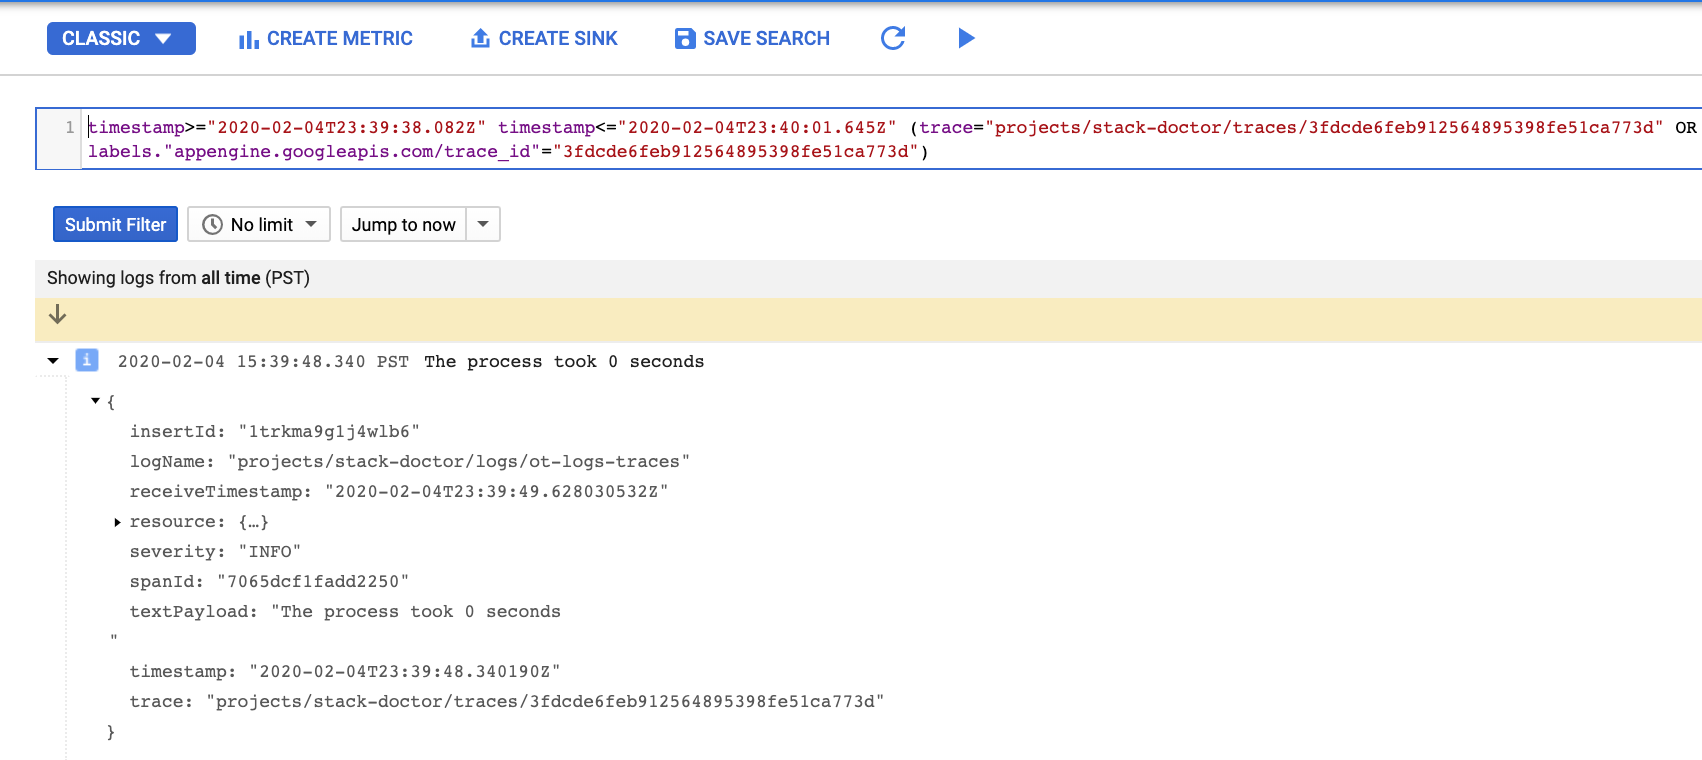 CLASSIC CREATE METRIC CREATE SINK SAVE SEARCH
1 timestamp>="2020-02-04T23:39:38.082Z" timestamp<="2020-02-04T23:40:01.645Z" (trace="projects/stack-doctor/traces/3fdcde6feb912564895398fe51ca773d" OR
labels."appengine.googleapis.com/trace_id"="3fdcde6feb912564895398fe51ca773d")
Submit Filter No limit Jump to now
Showing logs from all time (PST)
i 2020-02-04 15:39:48.340 PST The process took 0 seconds
{
insertId: "1trkma9g1j4wlb6"
logName: "projects/stack-doctor/logs/ot-logs-traces"
receiveTimestamp: "2020-02-04T23:39:49.628030532Z"
resource: {…}
severity: "INFO"
spanId: "7065dcf1fadd2250"
textPayload: "The process took 0 seconds
"
timestamp: "2020-02-04T23:39:48.340190Z"
trace: "projects/stack-doctor/traces/3fdcde6feb912564895398fe51ca773d"
}